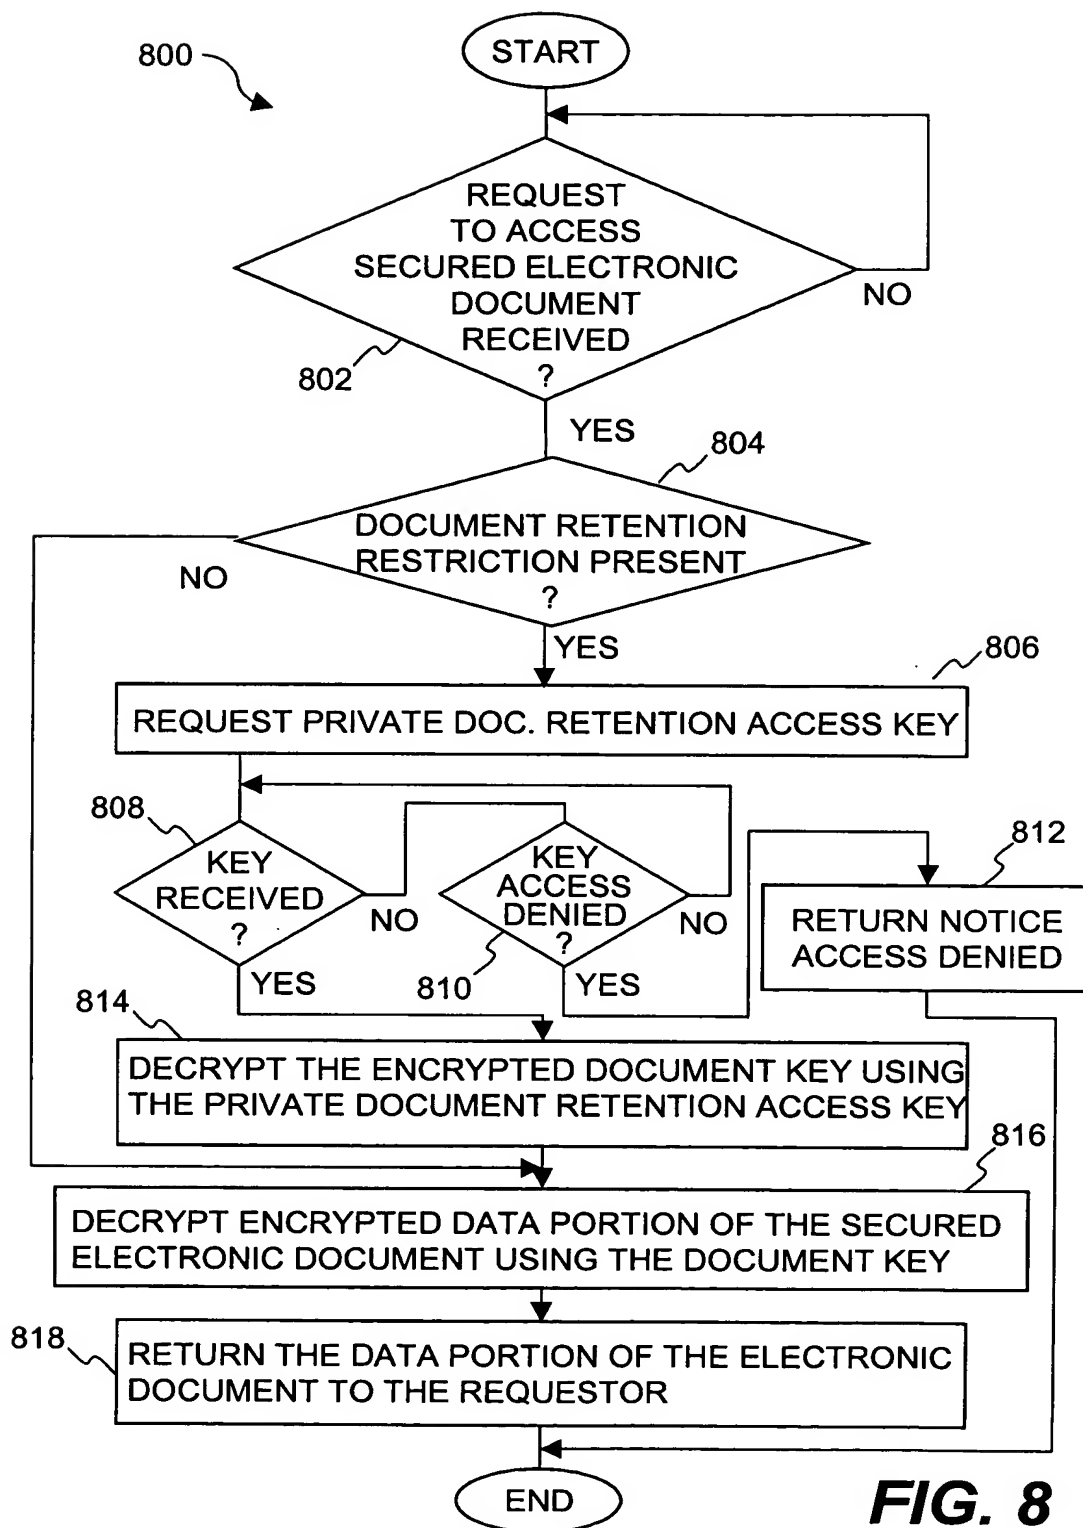 800
START
REQUEST
TO ACCESS
SECURED ELECTRONIC
DOCUMENT
RECEIVED
?
NO
802
YES
804
DOCUMENT RETENTION
RESTRICTION PRESENT
?
NO
YES
806
REQUEST PRIVATE DOC. RETENTION ACCESS KEY
808
KEY
RECEIVED
?
NO
YES
KEY
ACCESS
DENIED
?
NO
810
YES
812
RETURN NOTICE
ACCESS DENIED
814
DECRYPT THE ENCRYPTED DOCUMENT KEY USING
THE PRIVATE DOCUMENT RETENTION ACCESS KEY
816
DECRYPT ENCRYPTED DATA PORTION OF THE SECURED
ELECTRONIC DOCUMENT USING THE DOCUMENT KEY
818
RETURN THE DATA PORTION OF THE ELECTRONIC
DOCUMENT TO THE REQUESTOR
END
FIG. 8